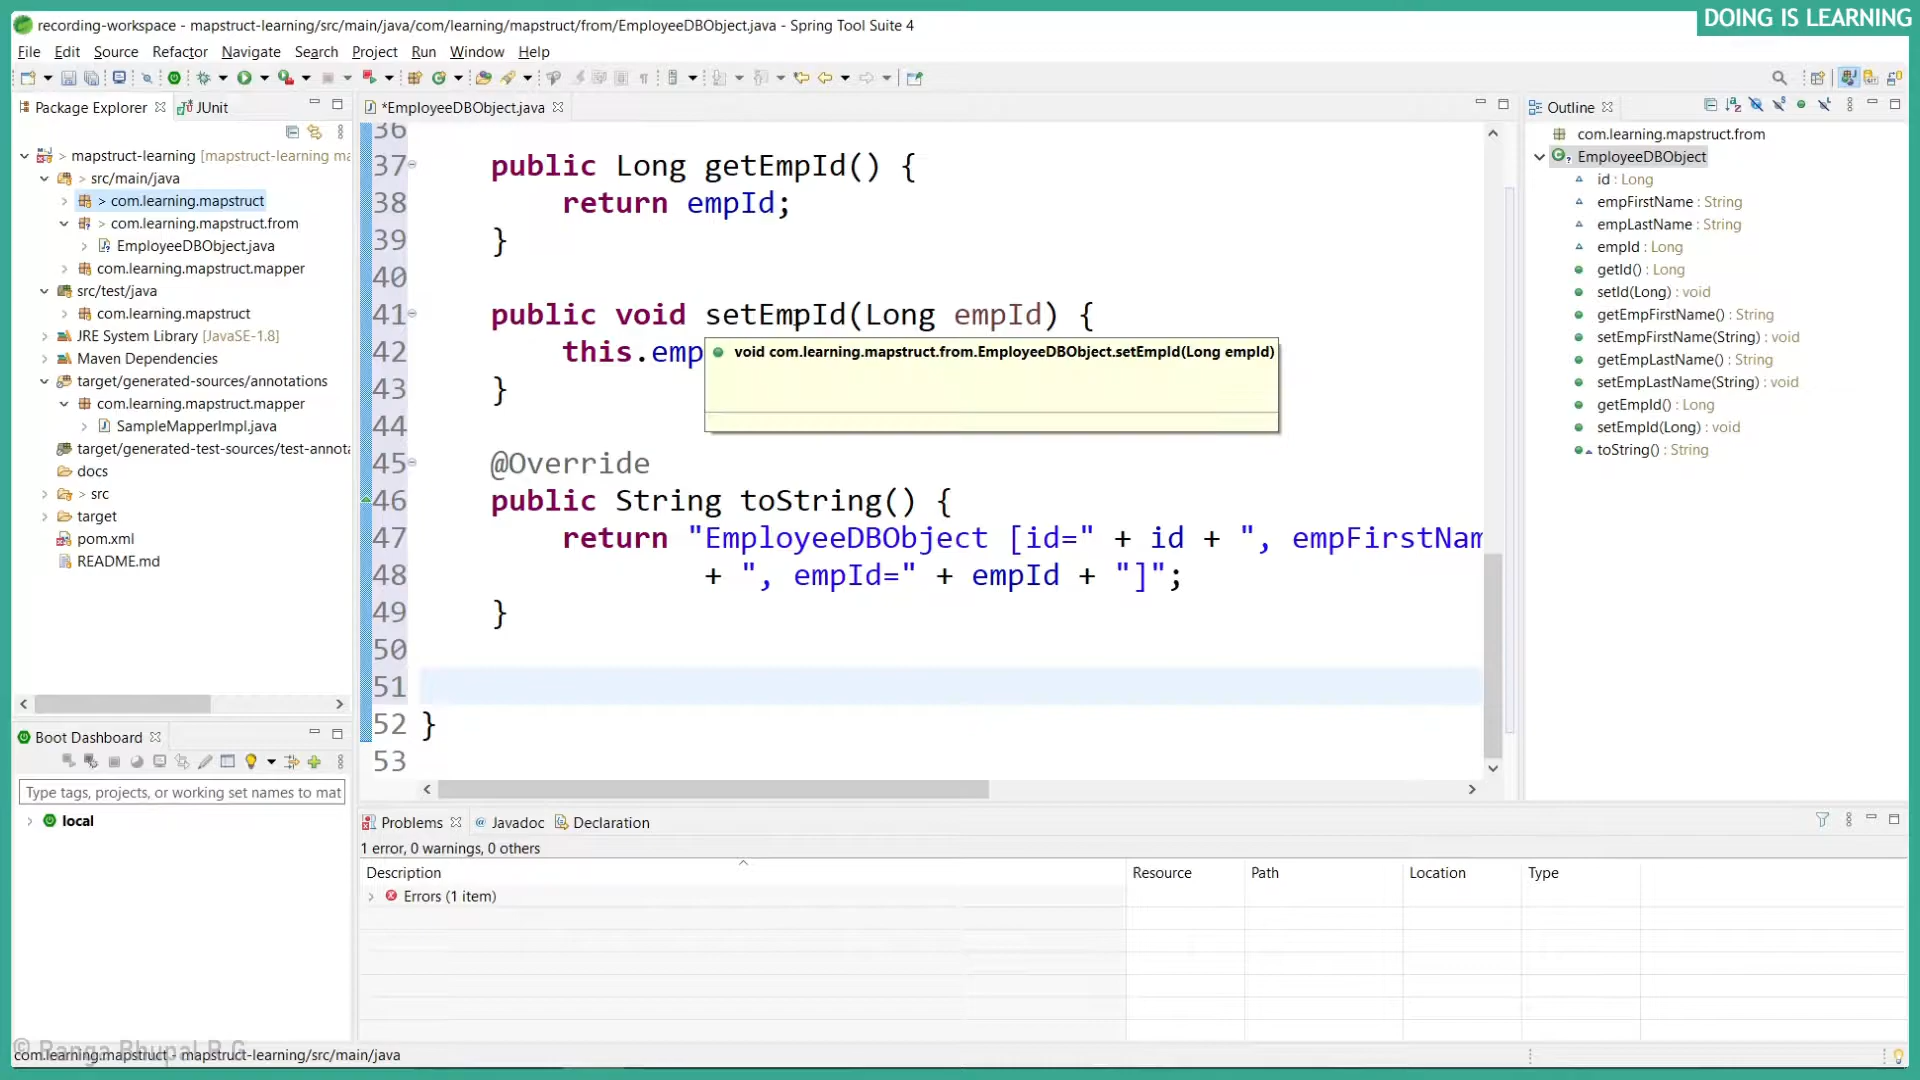 DOING IS LEARNING
recording-workspace - mapstruct-learning/src/main/java/com/learning/mapstruct/from/EmployeeDBObject.java - Spring Tool Suite 4
File Edit Source Refactor Navigate Search Project Run Window Help
Package Explorer JUnit
> mapstruct-learning [mapstruct-learning ma
> src/main/java
> com.learning.mapstruct
> com.learning.mapstruct.from
EmployeeDBObject.java
com.learning.mapstruct.mapper
src/test/java
com.learning.mapstruct
JRE System Library [JavaSE-1.8]
Maven Dependencies
target/generated-sources/annotations
com.learning.mapstruct.mapper
SampleMapperImpl.java
target/generated-test-sources/test-annota
docs
> src
target
pom.xml
README.md
Boot Dashboard
Type tags, projects, or working set names to mat
local
*EmployeeDBObject.java
36
37 public Long getEmpId() {
38 return empId;
39 }
40
41 public void setEmpId(Long empId) {
42 this.emp
void com.learning.mapstruct.from.EmployeeDBObject.setEmpId(Long empId)
43 }
44
45 @Override
46 public String toString() {
47 return "EmployeeDBObject [id=" + id + ", empFirstNam
48 + ", empId=" + empId + "]";
49 }
50
51
52 }
53
Outline
com.learning.mapstruct.from
EmployeeDBObject
id : Long
empFirstName : String
empLastName : String
empId : Long
getId() : Long
setId(Long) : void
getEmpFirstName() : String
setEmpFirstName(String) : void
getEmpLastName() : String
setEmpLastName(String) : void
getEmpId() : Long
setEmpId(Long) : void
toString() : String
Problems @ Javadoc Declaration
1 error, 0 warnings, 0 others
Description Resource Path Location Type
Errors (1 item)
© Ranga Bhupal R G
com.learning.mapstruct - mapstruct-learning/src/main/java